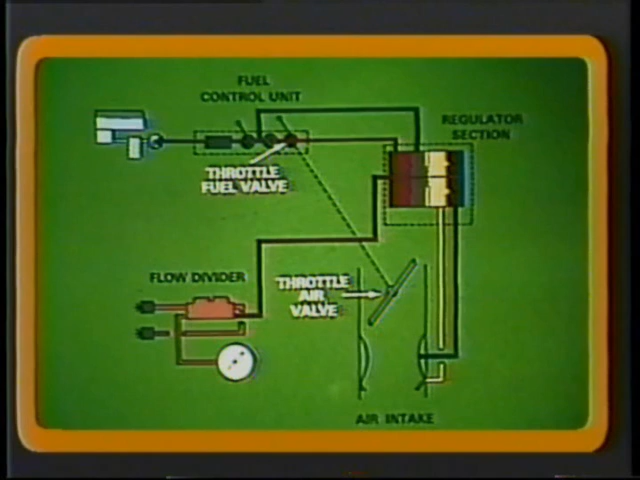 FUEL
CONTROL UNIT
REGULATOR
SECTION
THROTTLE
FUEL VALVE
FLOW DIVIDER
THROTTLE
AIR
VALVE
AIR INTAKE